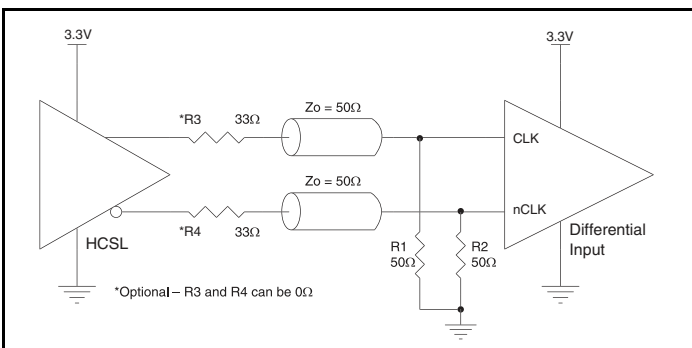 3.3V
3.3V
*R3
33Ω
Zo = 50Ω
CLK
Zo = 50Ω
nCLK
*R4
33Ω
HCSL
R1
50Ω
R2
50Ω
Differential
Input
*Optional – R3 and R4 can be 0Ω